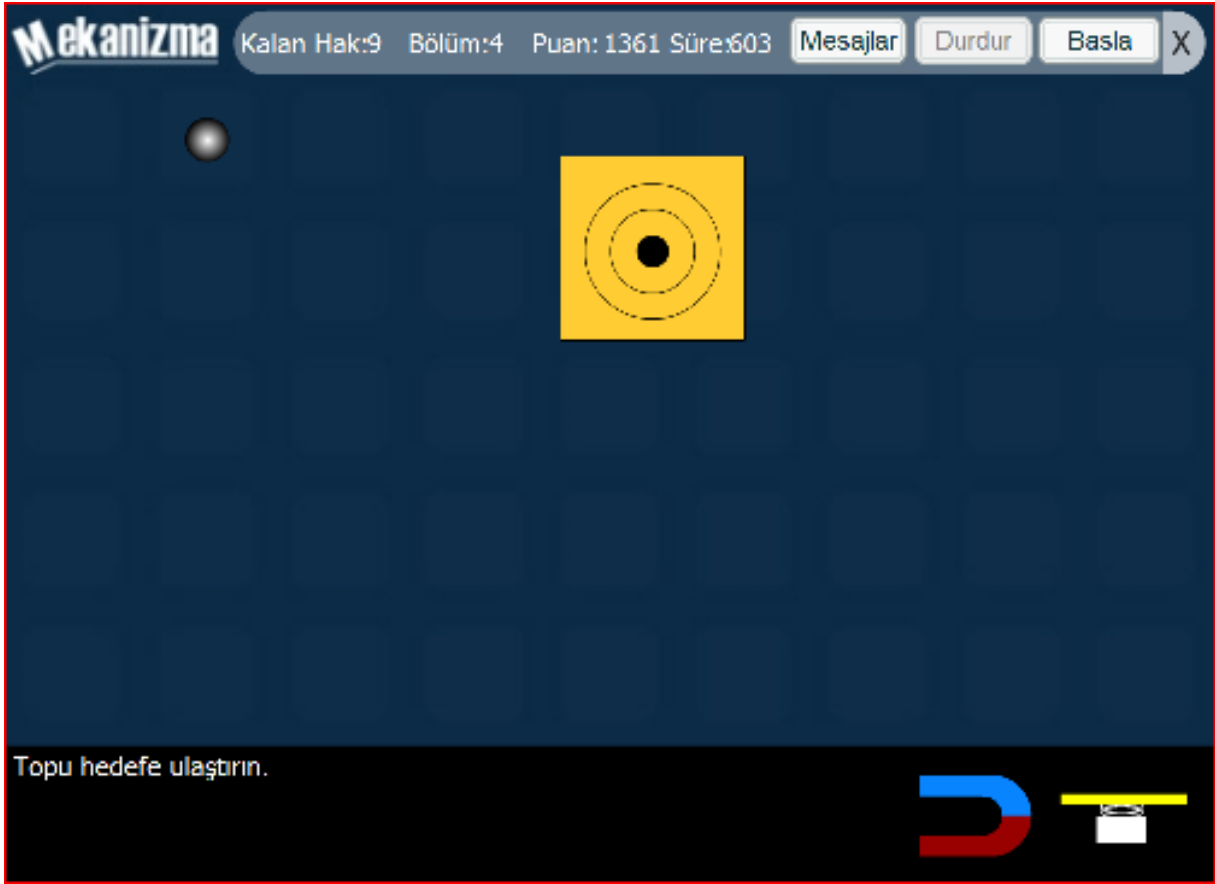 Mekanizma Kalan Hak:9 Bölüm:4 Puan: 1361 Süre:603 Mesajlar Durdur Basla X
Topu hedefe ulaştırın.